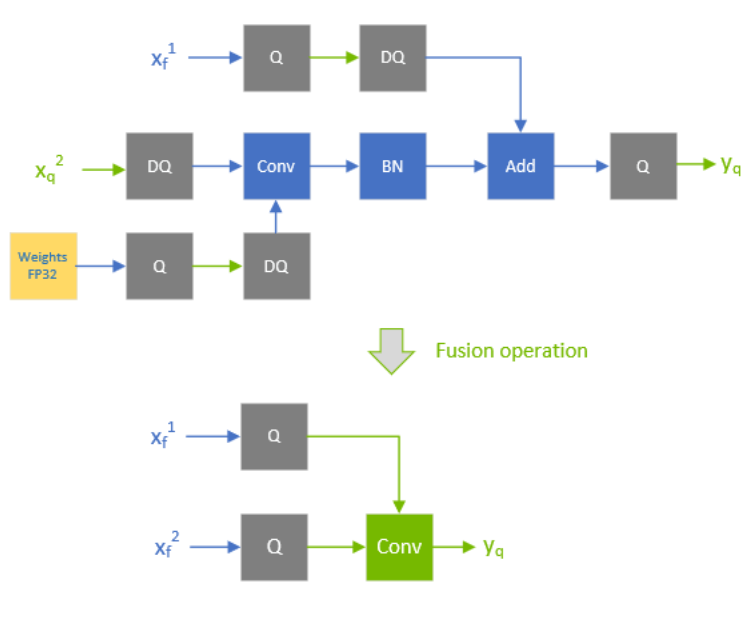 x_f^1
Q
DQ
x_q^2
DQ
Conv
BN
Add
Q
y_q
Weights
FP32
Q
DQ
Fusion operation
x_f^1
Q
x_f^2
Q
Conv
y_q